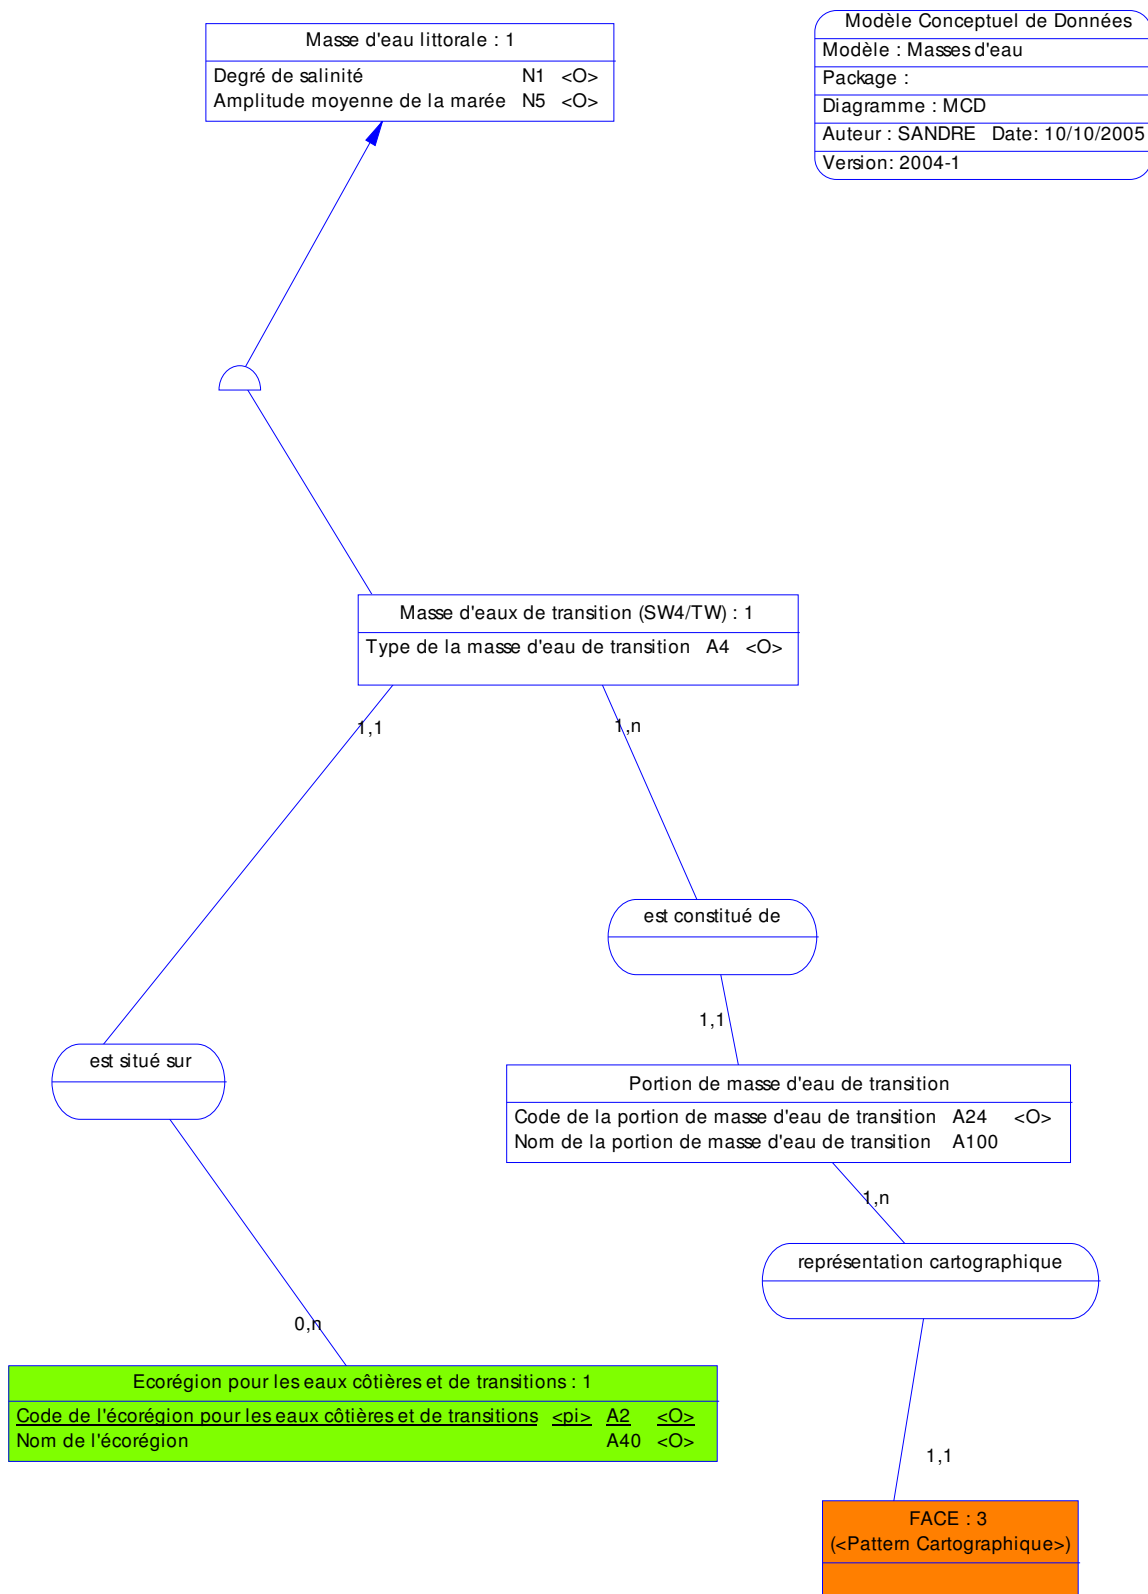 Masse d'eau littorale : 1
Degré de salinité N1 <O>
Amplitude moyenne de la marée N5 <O>
Modèle Conceptuel de Données
Modèle : Masses d'eau
Package :
Diagramme : MCD
Auteur : SANDRE Date: 10/10/2005
Version: 2004-1
Masse d'eaux de transition (SW4/TW) : 1
Type de la masse d'eau de transition A4 <O>
1,1
1,n
est constitué de
1,1
est situé sur
Portion de masse d'eau de transition
Code de la portion de masse d'eau de transition A24 <O>
Nom de la portion de masse d'eau de transition A100
1,n
représentation cartographique
0,n
Ecorégion pour les eaux côtières et de transitions : 1
Code de l'écorégion pour les eaux côtières et de transitions <pi> A2 <O>
Nom de l'écorégion A40 <O>
1,1
FACE : 3
(<Pattern Cartographique>)